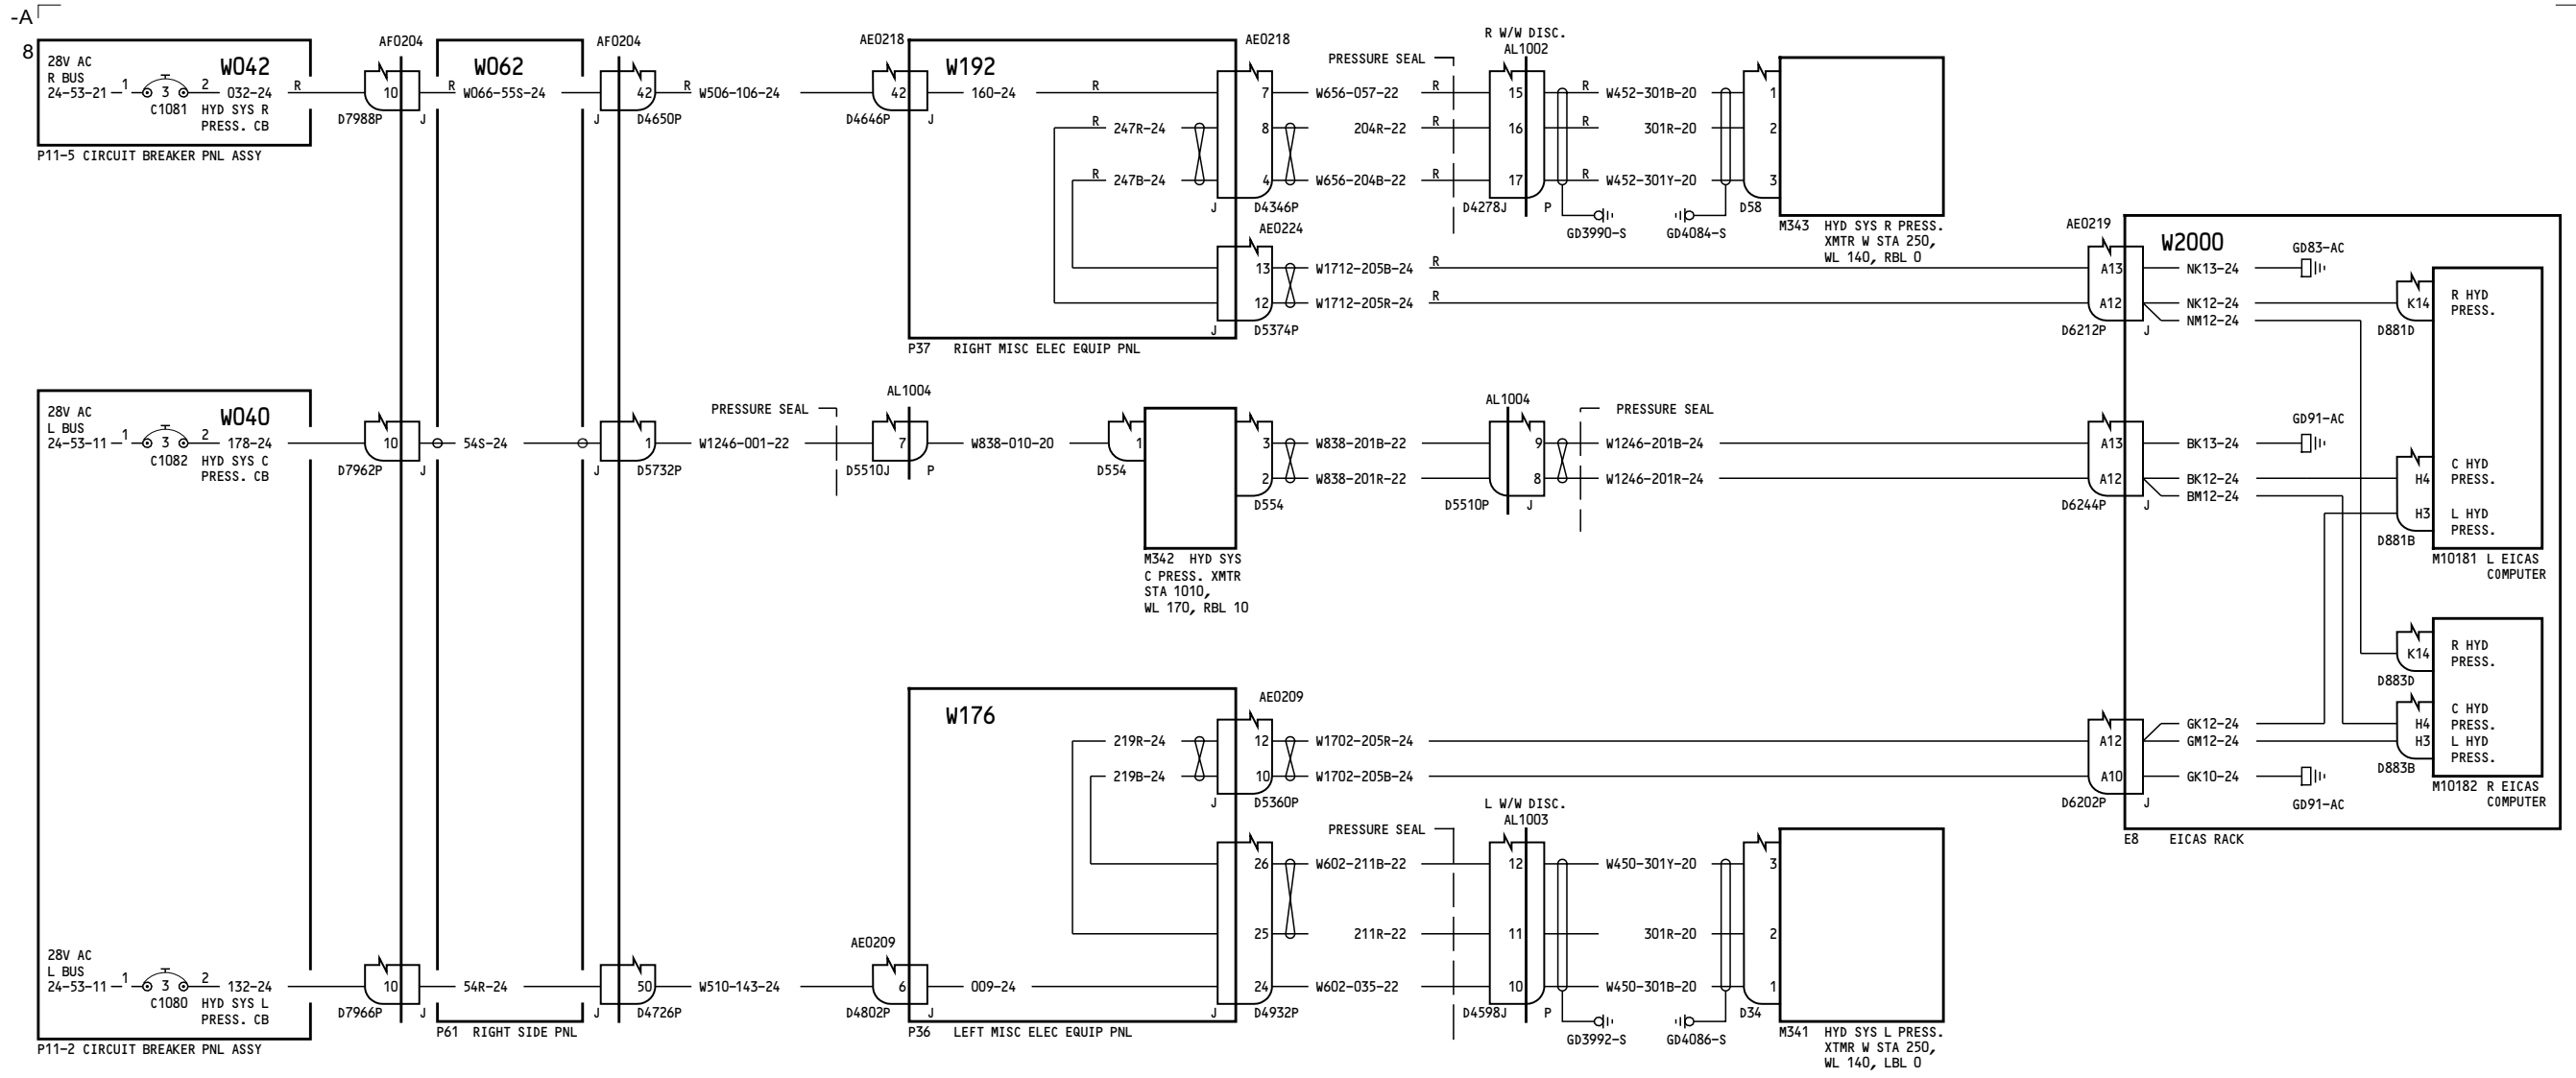 -A
8
28V AC
R BUS
24-53-21 1 3 2 032-24 R
W042
C1081 HYD SYS R
PRESS. CB
P11-5 CIRCUIT BREAKER PNL ASSY
AF0204
10
D7988P J
W062
R W066-55S-24
AF0204
42
J D4650P
R W506-106-24
AE0218
42
D4646P J
W192
160-24 R
R 247R-24
R 247B-24
AE0218
7
8
4
J D4346P
AE0224
13
12
J D5374P
P37 RIGHT MISC ELEC EQUIP PNL
PRESSURE SEAL
W656-057-22 R
204R-22 R
W656-204B-22 R
W1712-205B-24 R
W1712-205R-24 R
R W/W DISC.
AL1002
15
16
17
D4278J P
R W452-301B-20
R 301R-20
R W452-301Y-20
GD3990-S
GD4084-S
1
2
3
D58
M343 HYD SYS R PRESS.
XMTR W STA 250,
WL 140, RBL 0
AE0219
A13
A12
D6212P J
W2000
NK13-24
GD83-AC
NK12-24
NM12-24
K14
D881D
R HYD
PRESS.
28V AC
L BUS
24-53-11 1 3 2 178-24
W040
C1082 HYD SYS C
PRESS. CB
10
D7962P J
54S-24
1
J D5732P
W1246-001-22
PRESSURE SEAL
AL1004
7
D5510J P
W838-010-20
1
D554
3
2
D554
M342 HYD SYS
C PRESS. XMTR
STA 1010,
WL 170, RBL 10
W838-201B-22
W838-201R-22
AL1004
9
8
D5510P J
PRESSURE SEAL
W1246-201B-24
W1246-201R-24
A13
A12
D6244P J
BK13-24
GD91-AC
BK12-24
BM12-24
H4
H3
D881B
C HYD
PRESS.
L HYD
PRESS.
M10181 L EICAS
COMPUTER
K14
D883D
R HYD
PRESS.
H4
H3
D883B
C HYD
PRESS.
L HYD
PRESS.
M10182 R EICAS
COMPUTER
W176
219R-24
219B-24
AE0209
12
10
J D5360P
W1702-205R-24
W1702-205B-24
A12
A10
D6202P J
GK12-24
GM12-24
GK10-24
GD91-AC
E8 EICAS RACK
28V AC
L BUS
24-53-11 1 3 2 132-24
C1080 HYD SYS L
PRESS. CB
P11-2 CIRCUIT BREAKER PNL ASSY
10
D7966P J
54R-24
P61 RIGHT SIDE PNL
50
J D4726P
W510-143-24
AE0209
6
D4802P J
009-24
P36 LEFT MISC ELEC EQUIP PNL
26
25
24
J D4932P
PRESSURE SEAL
W602-211B-22
211R-22
W602-035-22
L W/W DISC.
AL1003
12
11
10
D4598J P
W450-301Y-20
301R-20
W450-301B-20
GD3992-S
GD4086-S
3
2
1
D34
M341 HYD SYS L PRESS.
XTMR W STA 250,
WL 140, LBL 0